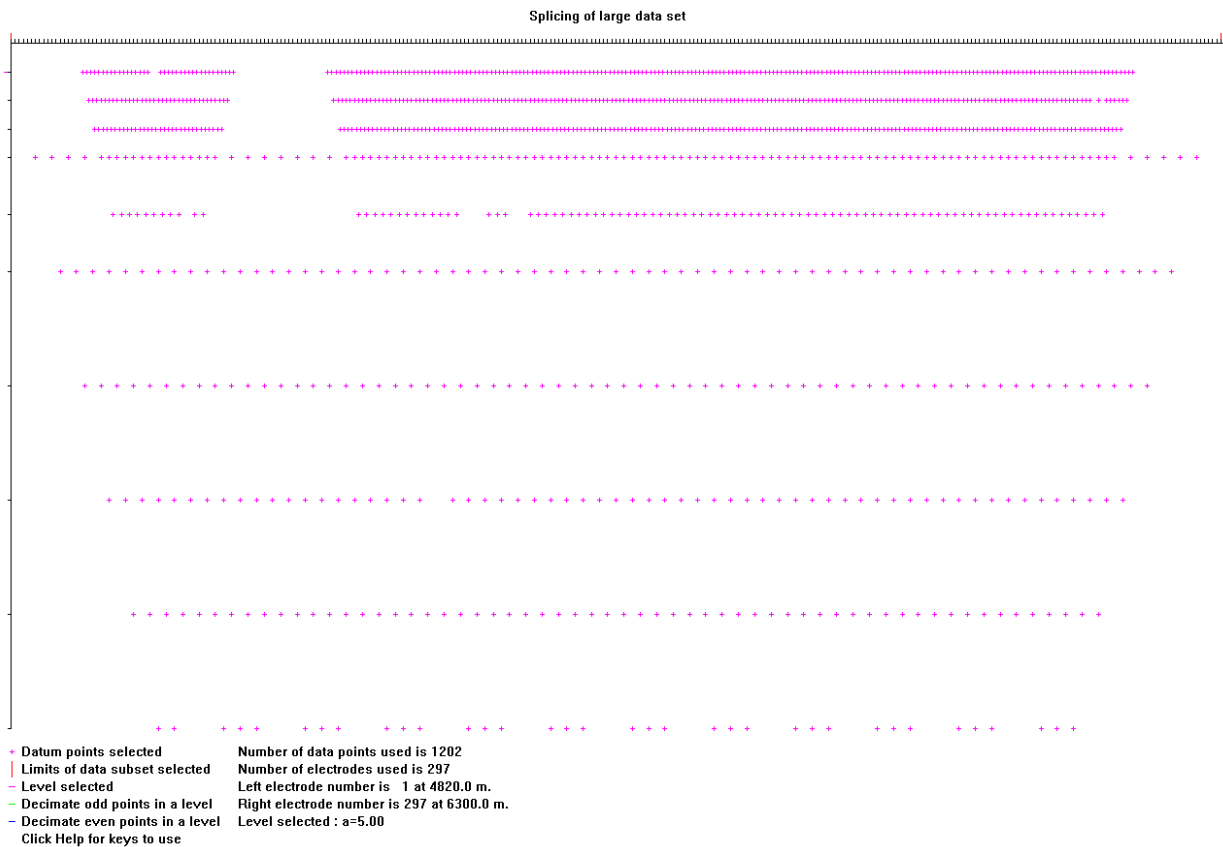 Splicing of large data set
Datum points selected Number of data points used is 1202
Limits of data subset selected Number of electrodes used is 297
Level selected Left electrode number is 1 at 4820.0 m.
Decimate odd points in a level Right electrode number is 297 at 6300.0 m.
Decimate even points in a level Level selected : a=5.00
Click Help for keys to use